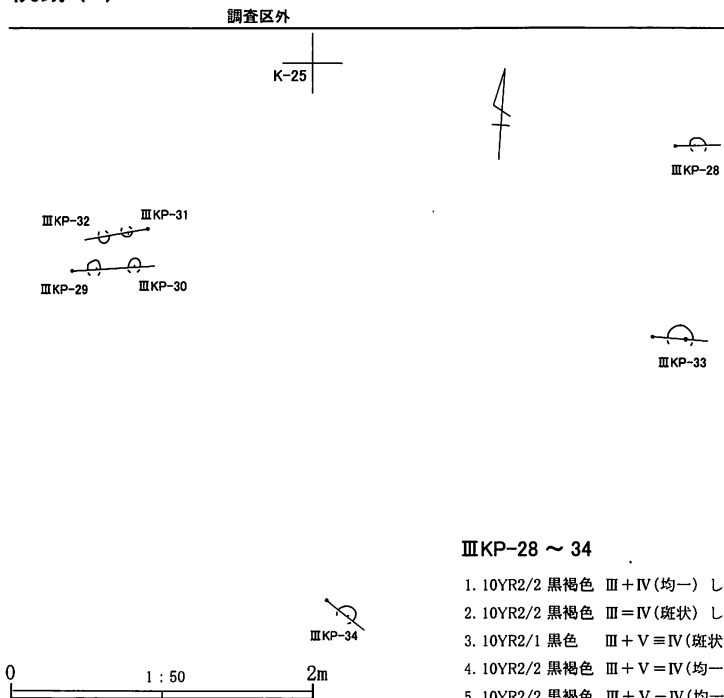 調査区外
K-25
ⅢKP-28
ⅢKP-32 ⅢKP-31
ⅢKP-29 ⅢKP-30
ⅢKP-33
ⅢKP-34
0 1:50 2m
ⅢKP-28 ~ 34
1. 10YR2/2 黒褐色 Ⅲ+Ⅳ(均一) し
2. 10YR2/2 黒褐色 Ⅲ=Ⅳ(斑状) し
3. 10YR2/1 黒色 Ⅲ+Ⅴ≡Ⅳ(斑状
4. 10YR2/2 黒褐色 Ⅲ+Ⅴ=Ⅳ(均一